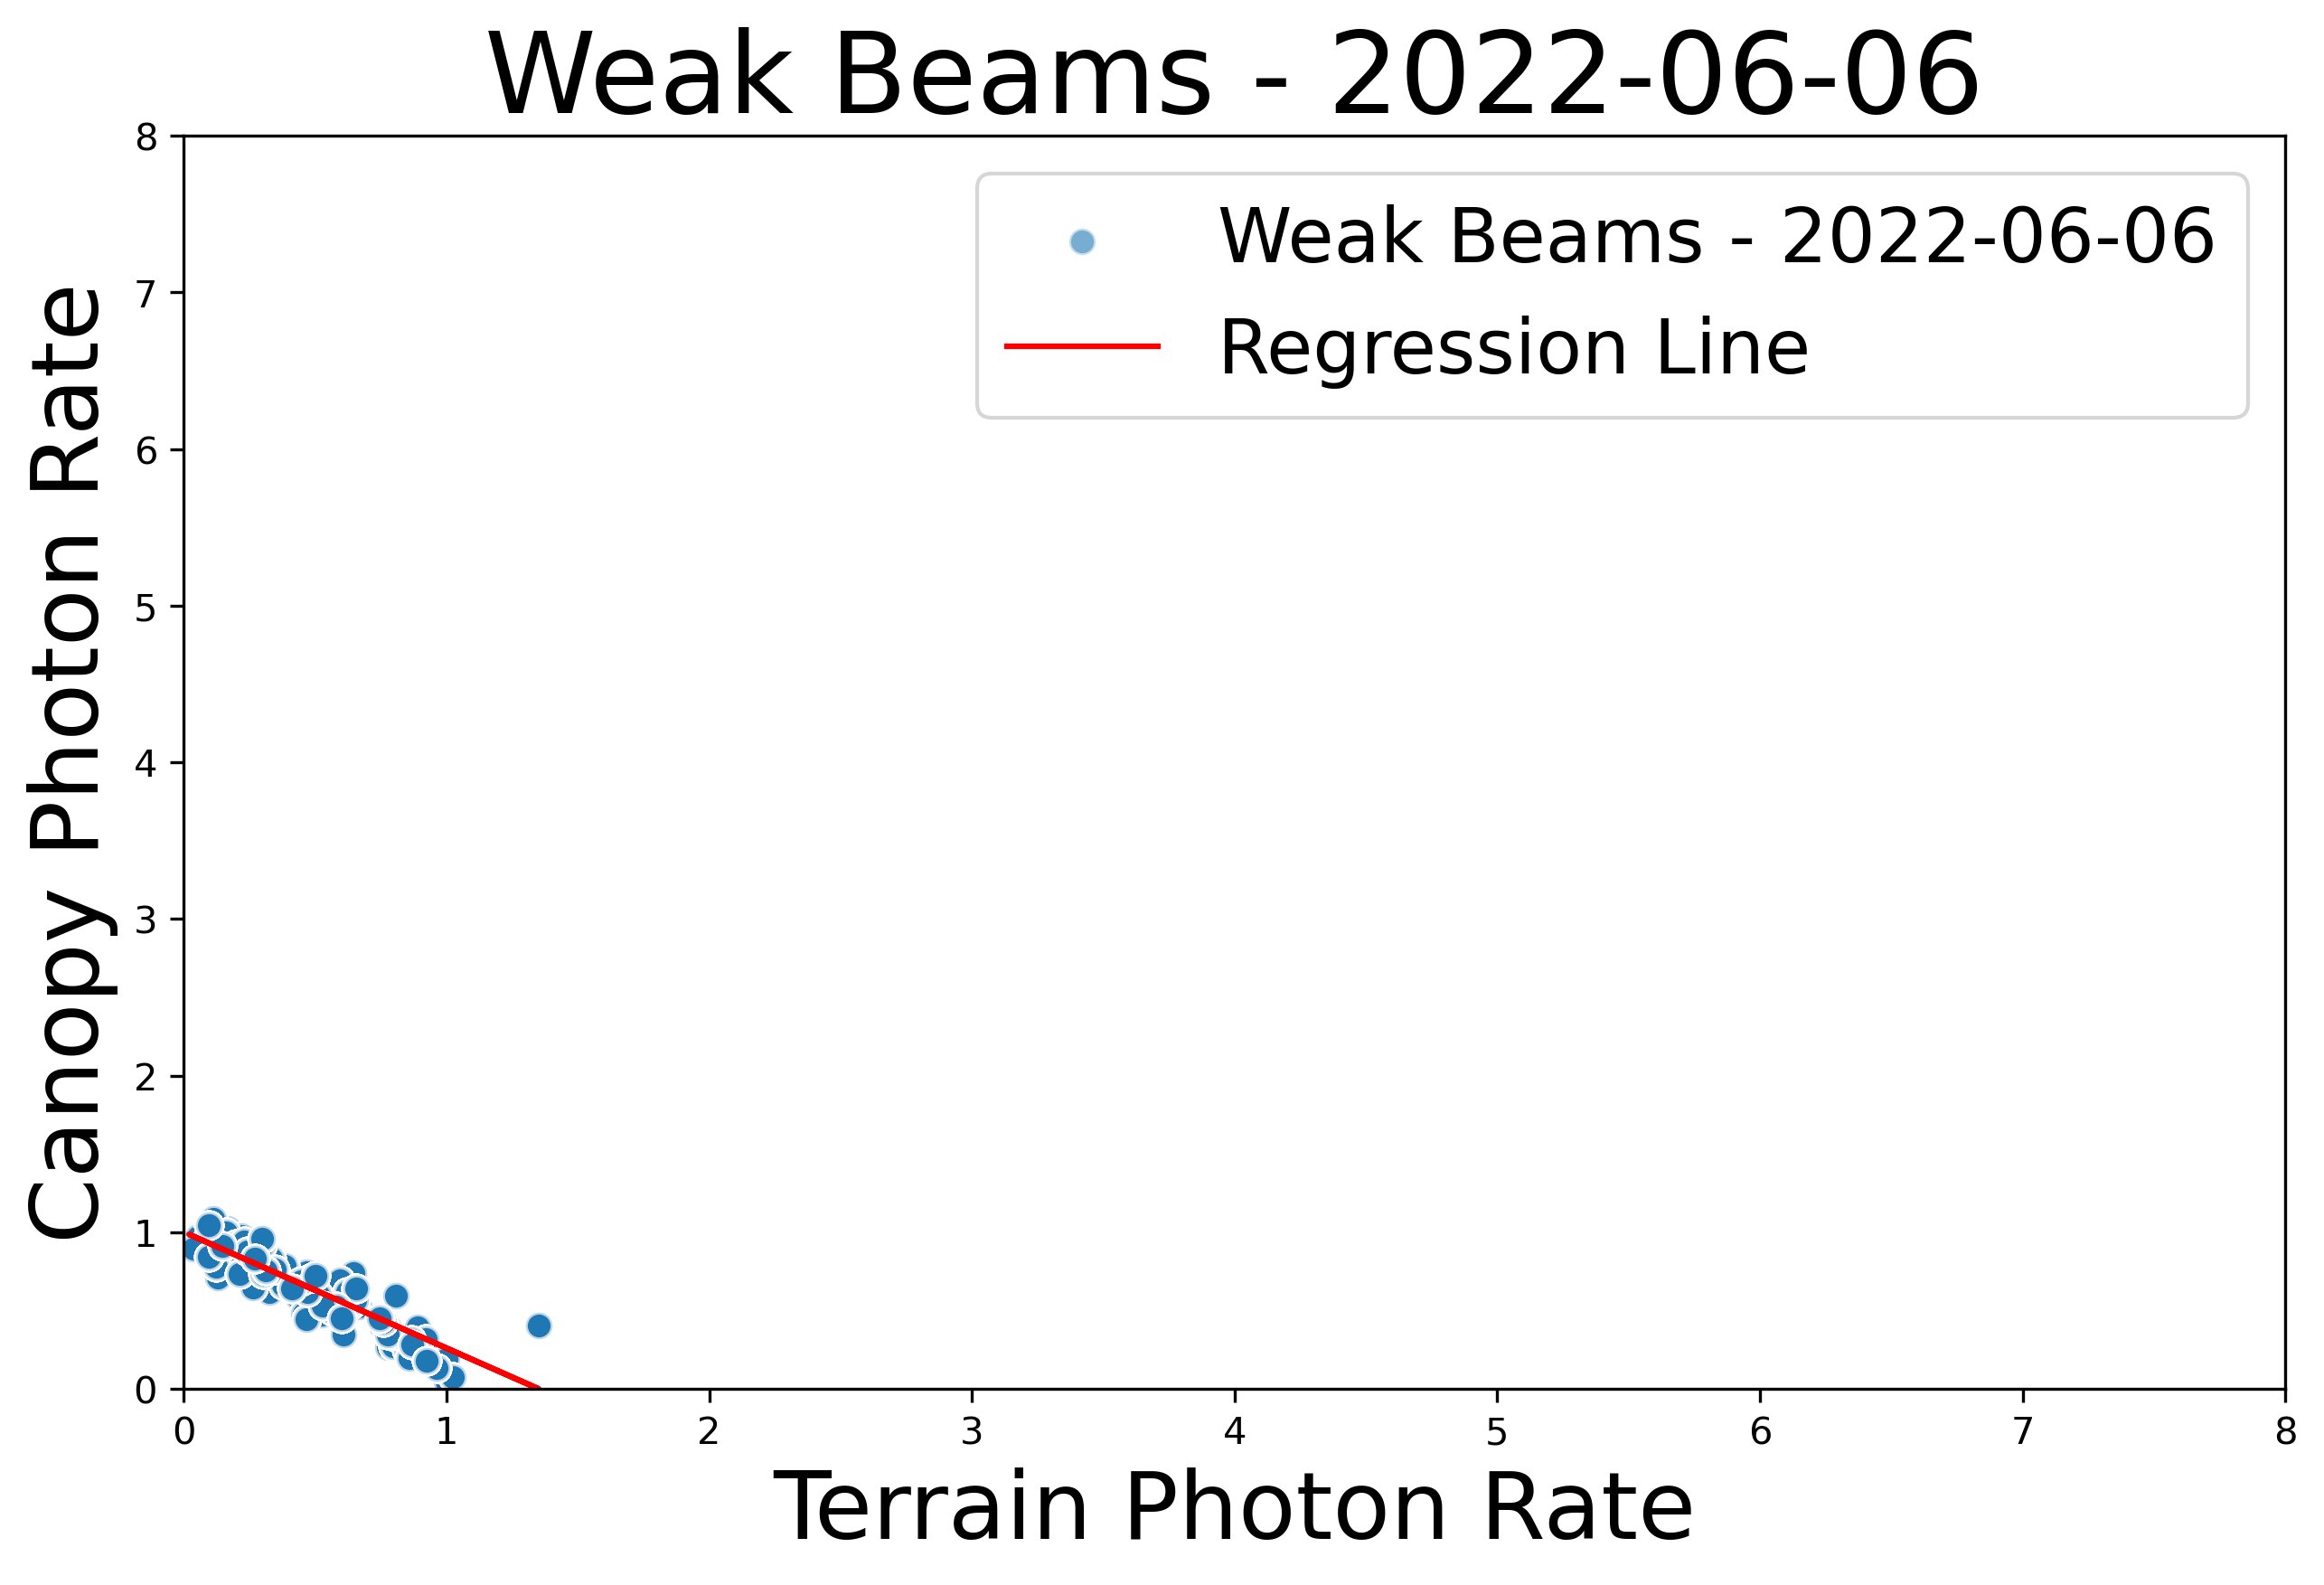 Weak Beams - 2022-06-06
8
Weak Beams - 2022-06-06
7
Regression Line
6
5
4
3
2
1
0
Canopy Photon Rate
0 1 2 3 4 5 6 7 8
Terrain Photon Rate